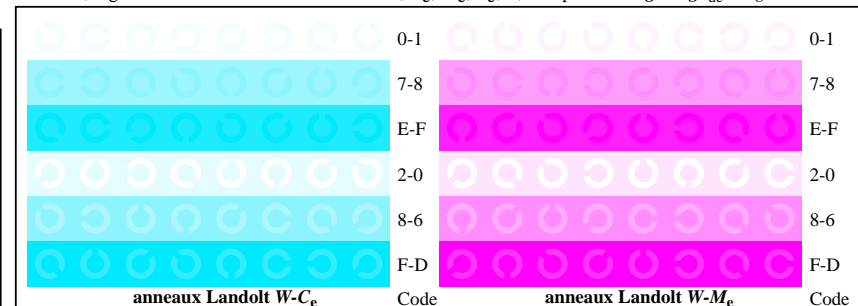 0-1
7-8
E-F
2-0
8-6
F-D
anneaux Landolt W-Ce Code
0-1
7-8
E-F
2-0
8-6
F-D
anneaux Landolt W-Me Code